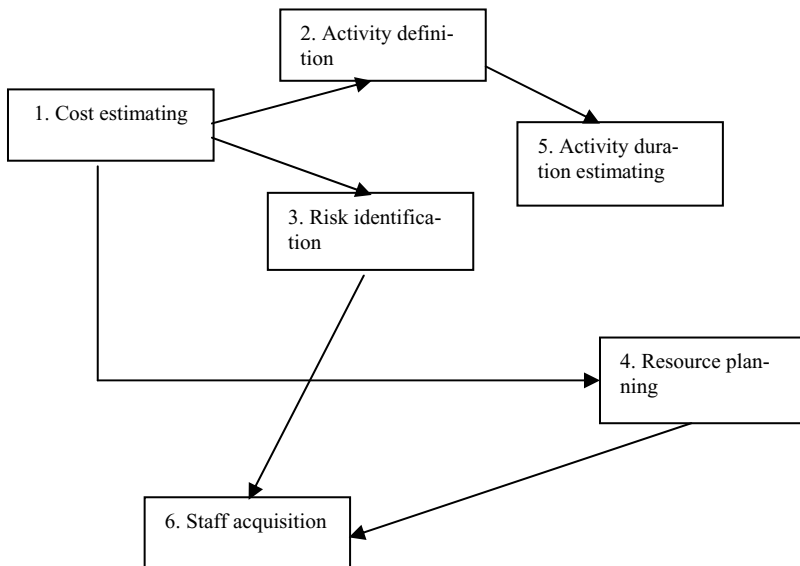 2. Activity defini-
tion
1. Cost estimating
5. Activity dura-
tion estimating
3. Risk identifica-
tion
4. Resource plan-
ning
6. Staff acquisition